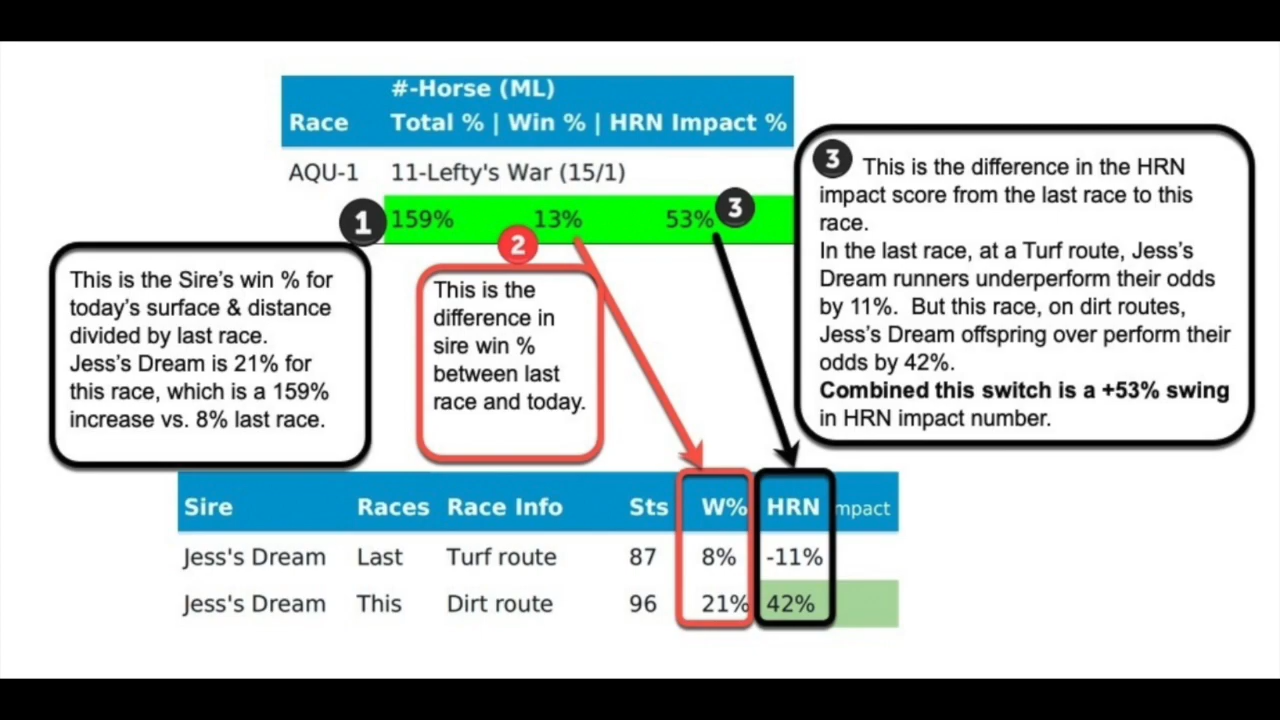 #-Horse (ML)
Race Total % | Win % | HRN Impact %
AQU-1 11-Lefty's War (15/1)
1 159% 13% 53% 3
2
This is the Sire's win % for
today's surface & distance
divided by last race.
Jess's Dream is 21% for
this race, which is a 159%
increase vs. 8% last race.
This is the
difference in
sire win %
between last
race and today.
3 This is the difference in the HRN
impact score from the last race to this
race.
In the last race, at a Turf route, Jess's
Dream runners underperform their odds
by 11%. But this race, on dirt routes,
Jess's Dream offspring over perform their
odds by 42%.
Combined this switch is a +53% swing
in HRN impact number.
Sire Races Race Info Sts W% HRN mpact
Jess's Dream Last Turf route 87 8% -11%
Jess's Dream This Dirt route 96 21% 42%